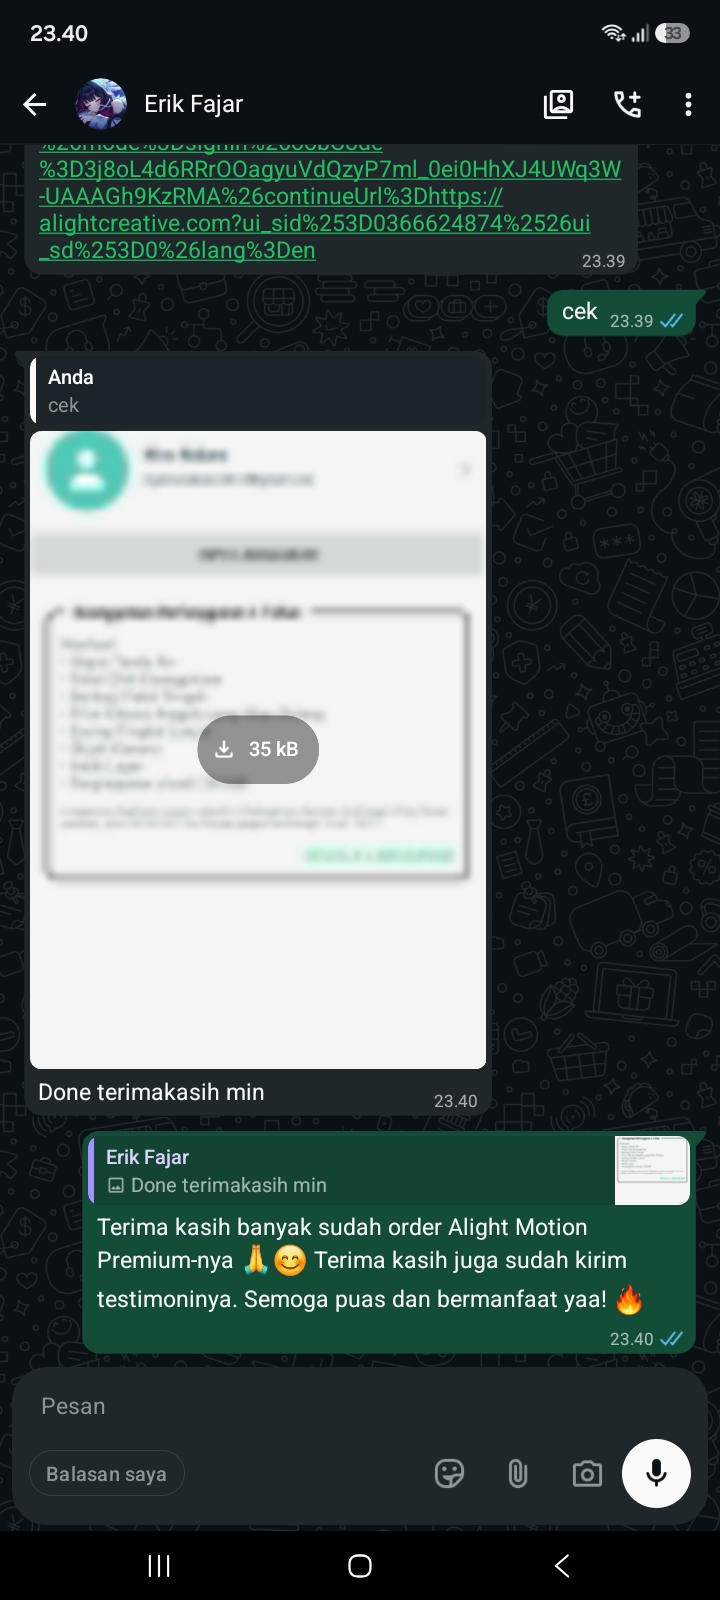 23.40
33
Erik Fajar
%3D3j8oL4d6RRrOOagyuVdQzyP7ml_0ei0HhXJ4UWq3W
-UAAAGh9KzRMA%26continueUrl%3Dhttps://
alightcreative.com?ui_sid%253D0366624874%2526ui
_sd%253D0%26lang%3Den
23.39
cek
23.39
Anda
cek
35 kB
Done terimakasih min
23.40
Erik Fajar
Done terimakasih min
Terima kasih banyak sudah order Alight Motion
Premium-nya 🙏😊 Terima kasih juga sudah kirim
testimoninya. Semoga puas dan bermanfaat yaa! 🔥
23.40
Pesan
Balasan saya